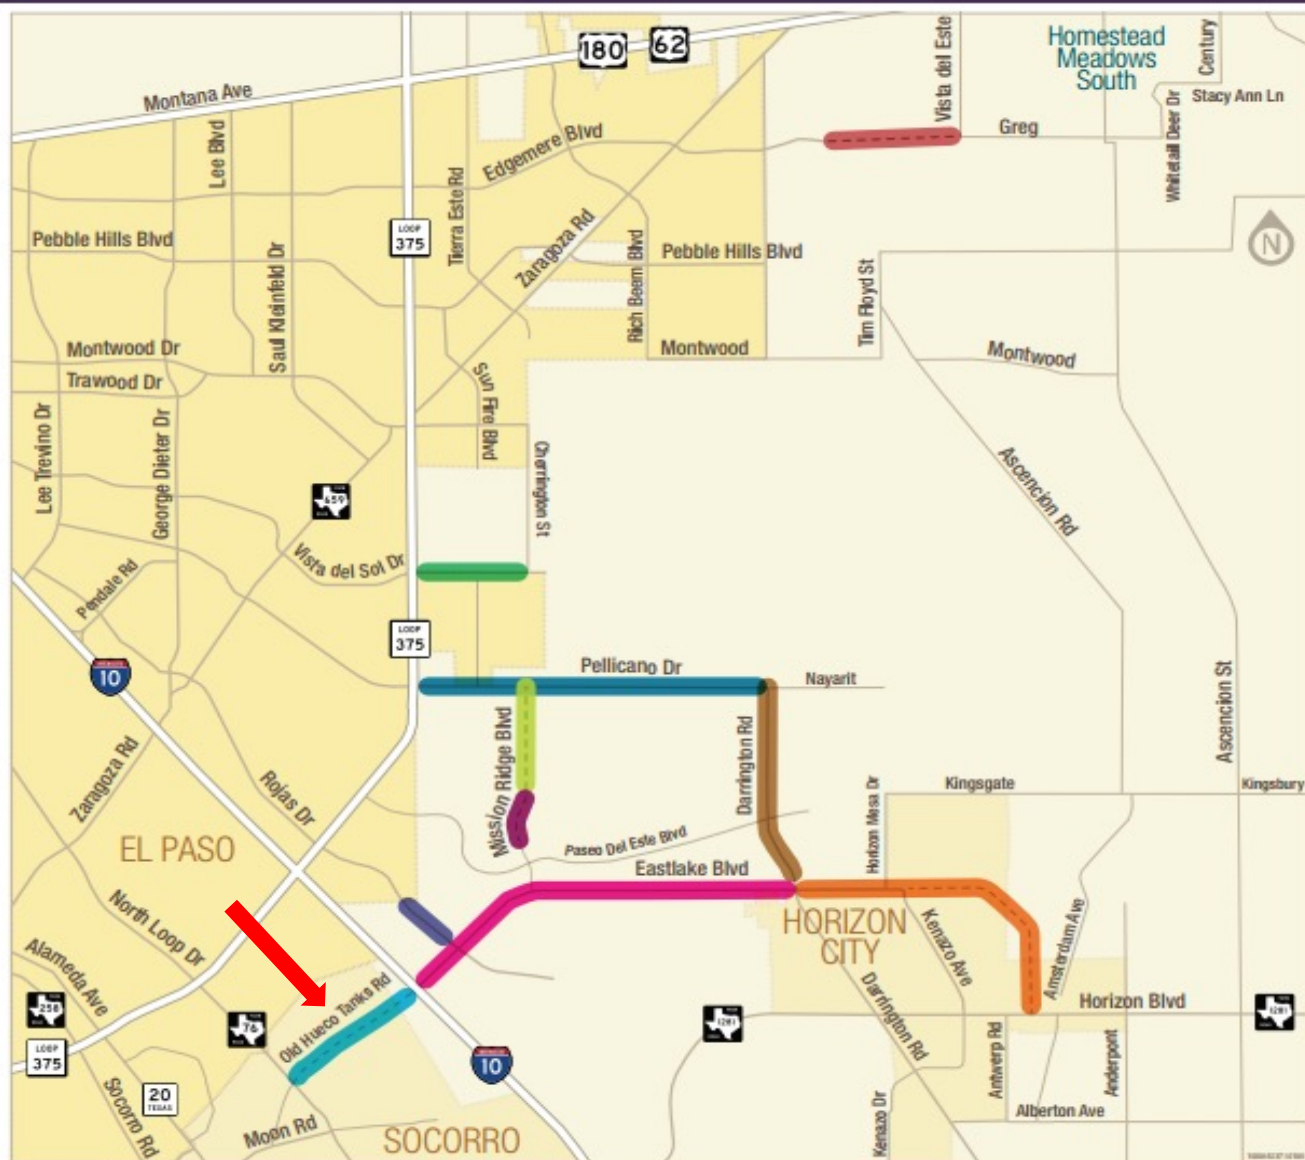 180
62
Montana Ave
Homestead
Meadows
South
Vista del Este
Century
Stacy Ann Ln
Whitetail Deer Dr
Greg
Lee Blvd
Edgemere Blvd
Tierra Este Rd
Zaragoza Rd
LOOP
375
Pebble Hills Blvd
Saul Kleinfeld Dr
Rich Beem Blvd
Pebble Hills Blvd
Tim Floyd St
N
Montwood Dr
Trawood Dr
Montwood
Montwood
Sun Fire Blvd
Lee Trevino Dr
George Dieter Dr
Cherrington St
Ascencion Rd
659
Vista del Sol Dr
Pendale Rd
LOOP
375
10
Pellicano Dr
Nayarit
Ascencion St
Mission Ridge Blvd
Darrington Rd
Zaragoza Rd
Rojas Dr
Kingsgate
Kingsbury
Horizon Mesa Dr
EL PASO
Paseo Del Este Blvd
Eastlake Blvd
North Loop Dr
HORIZON
CITY
Kenazo Ave
Amsterdam Ave
Alameda Ave
Old Hueco Tanks Rd
Darrington Rd
Horizon Blvd
258
76
1281
1281
LOOP
375
10
Antwerp Rd
Anderpont
20
TEXAS
Socorro Rd
Moon Rd
SOCORRO
Kenazo Dr
Alberton Ave